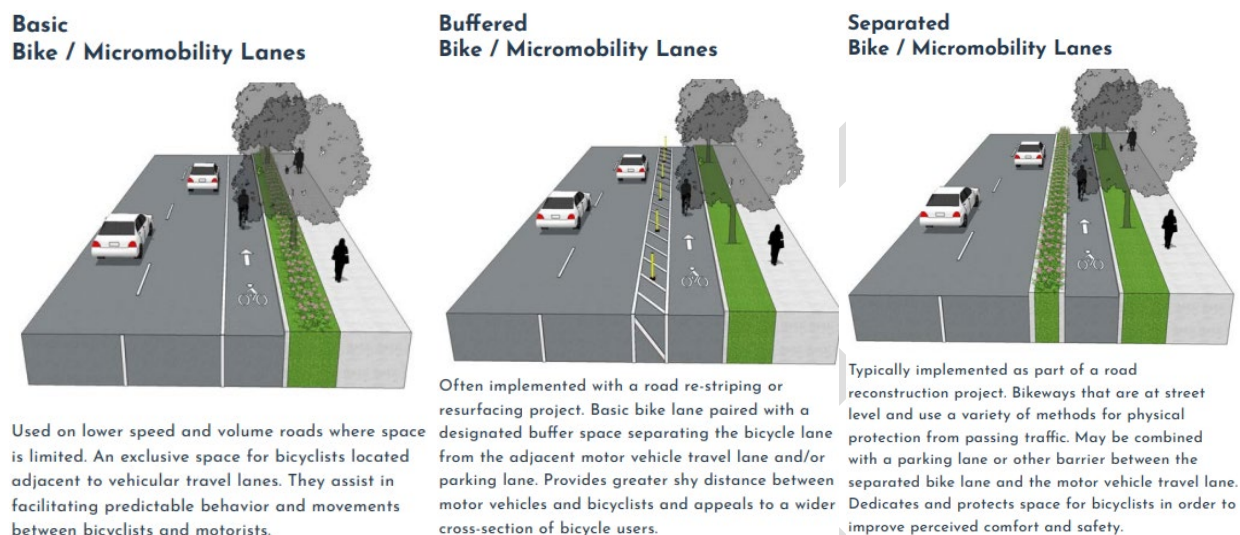 Basic
Bike / Micromobility Lanes
Used on lower speed and volume roads where space
is limited. An exclusive space for bicyclists located
adjacent to vehicular travel lanes. They assist in
facilitating predictable behavior and movements
between bicyclists and motorists.
Buffered
Bike / Micromobility Lanes
Often implemented with a road re-striping or
resurfacing project. Basic bike lane paired with a
designated buffer space separating the bicycle lane
from the adjacent motor vehicle travel lane and/or
parking lane. Provides greater shy distance between
motor vehicles and bicyclists and appeals to a wider
cross-section of bicycle users.
Separated
Bike / Micromobility Lanes
Typically implemented as part of a road
reconstruction project. Bikeways that are at street
level and use a variety of methods for physical
protection from passing traffic. May be combined
with a parking lane or other barrier between the
separated bike lane and the motor vehicle travel lane.
Dedicates and protects space for bicyclists in order to
improve perceived comfort and safety.